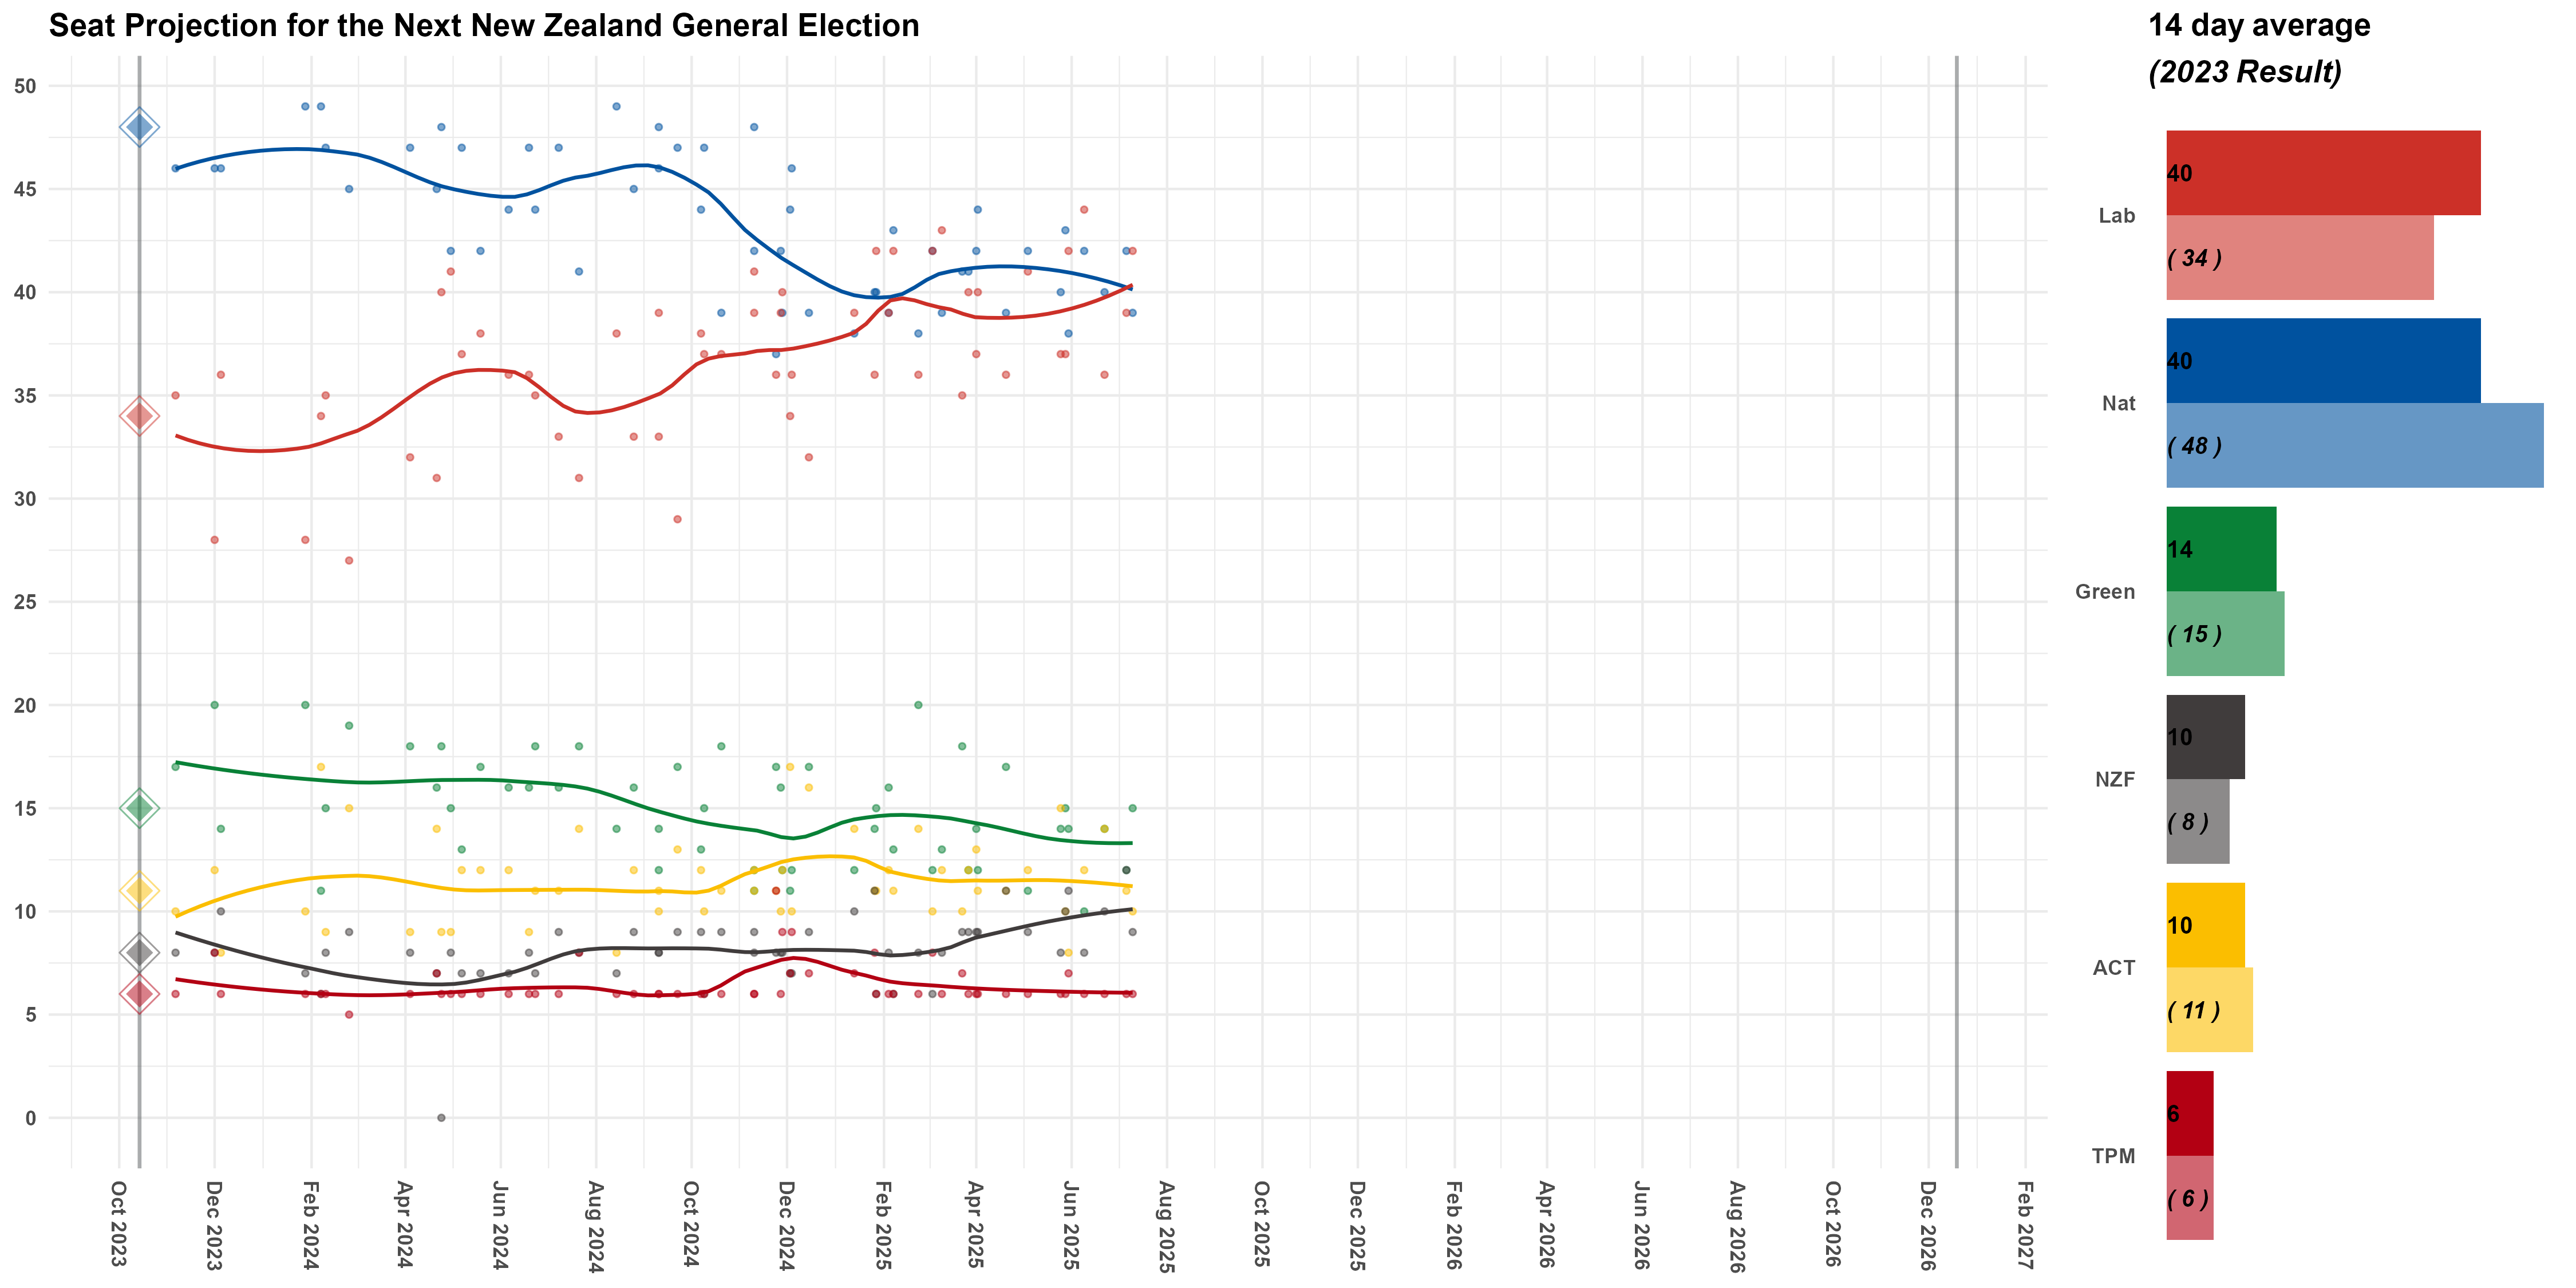 Seat Projection for the Next New Zealand General Election
50
45
40
35
30
25
20
15
10
5
0
Oct 2023
Dec 2023
Feb 2024
Apr 2024
Jun 2024
Aug 2024
Oct 2024
Dec 2024
Feb 2025
Apr 2025
Jun 2025
Aug 2025
Oct 2025
Dec 2025
Feb 2026
Apr 2026
Jun 2026
Aug 2026
Oct 2026
Dec 2026
Feb 2027
14 day average
(2023 Result)
Lab
40
( 34 )
Nat
40
( 48 )
Green
14
( 15 )
NZF
10
( 8 )
ACT
10
( 11 )
TPM
6
( 6 )